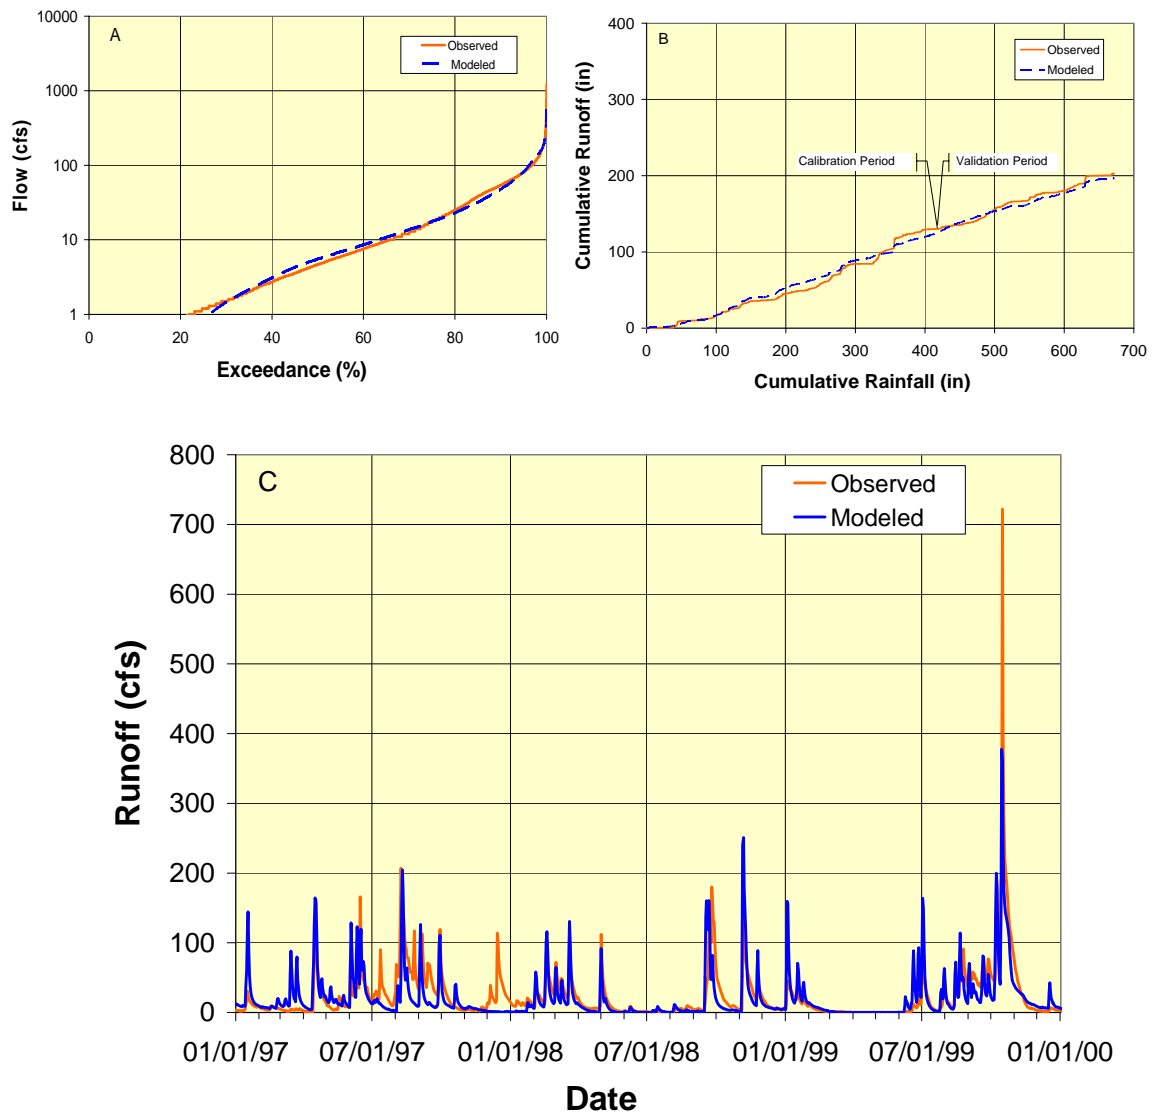 A
Observed
Modeled
10000
1000
100
10
1
Flow (cfs)
0 20 40 60 80 100
Exceedance (%)
B
Observed
Modeled
Calibration Period
Validation Period
400
300
200
100
0
Cumulative Runoff (in)
0 100 200 300 400 500 600 700
Cumulative Rainfall (in)
C
Observed
Modeled
800
700
600
500
400
300
200
100
0
Runoff (cfs)
01/01/97 07/01/97 01/01/98 07/01/98 01/01/99 07/01/99 01/01/00
Date